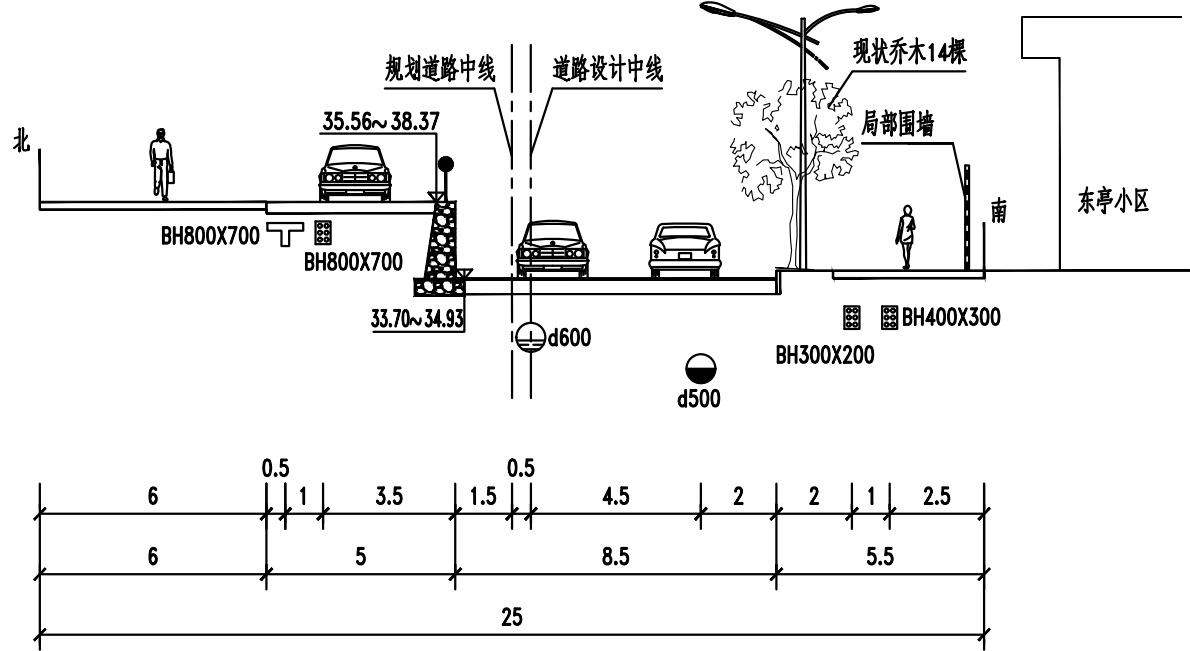 现状乔木14棵
规划道路中线
道路设计中线
35.56~38.37
局部围墙
北
东亭小区
南
BH800X700
BH800X700
33.70~34.93
d600
BH400X300
BH300X200
d500
0.5
0.5
6
1
3.5
1.5
4.5
2
2
1
2.5
6
5
8.5
5.5
25